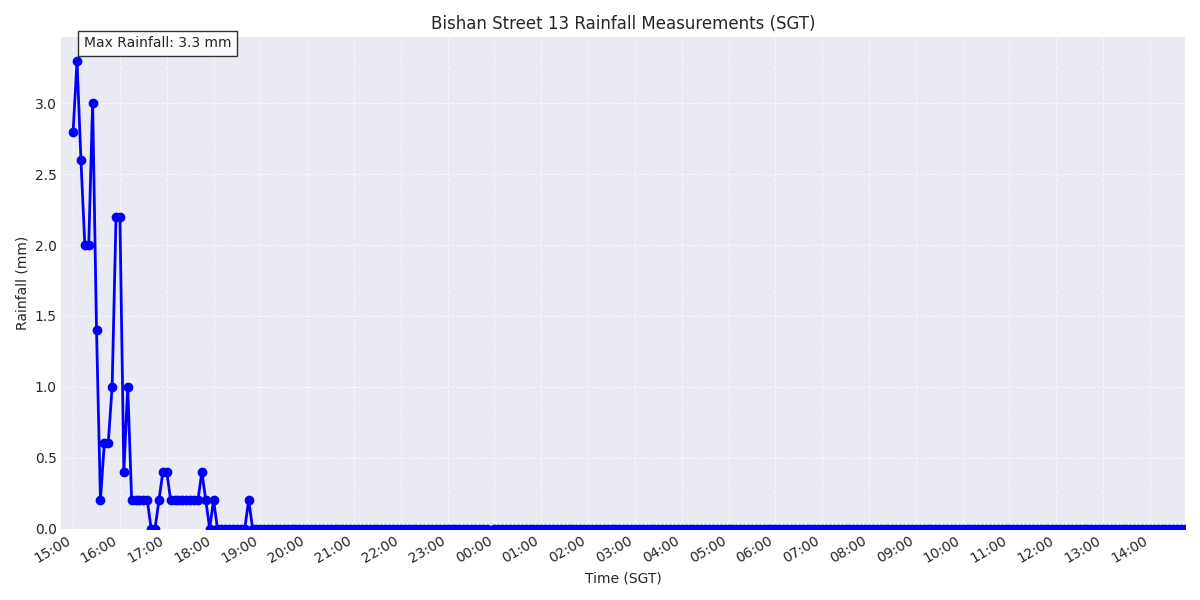 Bishan Street 13 Rainfall Measurements (SGT)
Max Rainfall: 3.3 mm
Rainfall (mm)
3.0
2.5
2.0
1.5
1.0
0.5
0.0
15:00 16:00 17:00 18:00 19:00 20:00 21:00 22:00 23:00 00:00 01:00 02:00 03:00 04:00 05:00 06:00 07:00 08:00 09:00 10:00 11:00 12:00 13:00 14:00
Time (SGT)